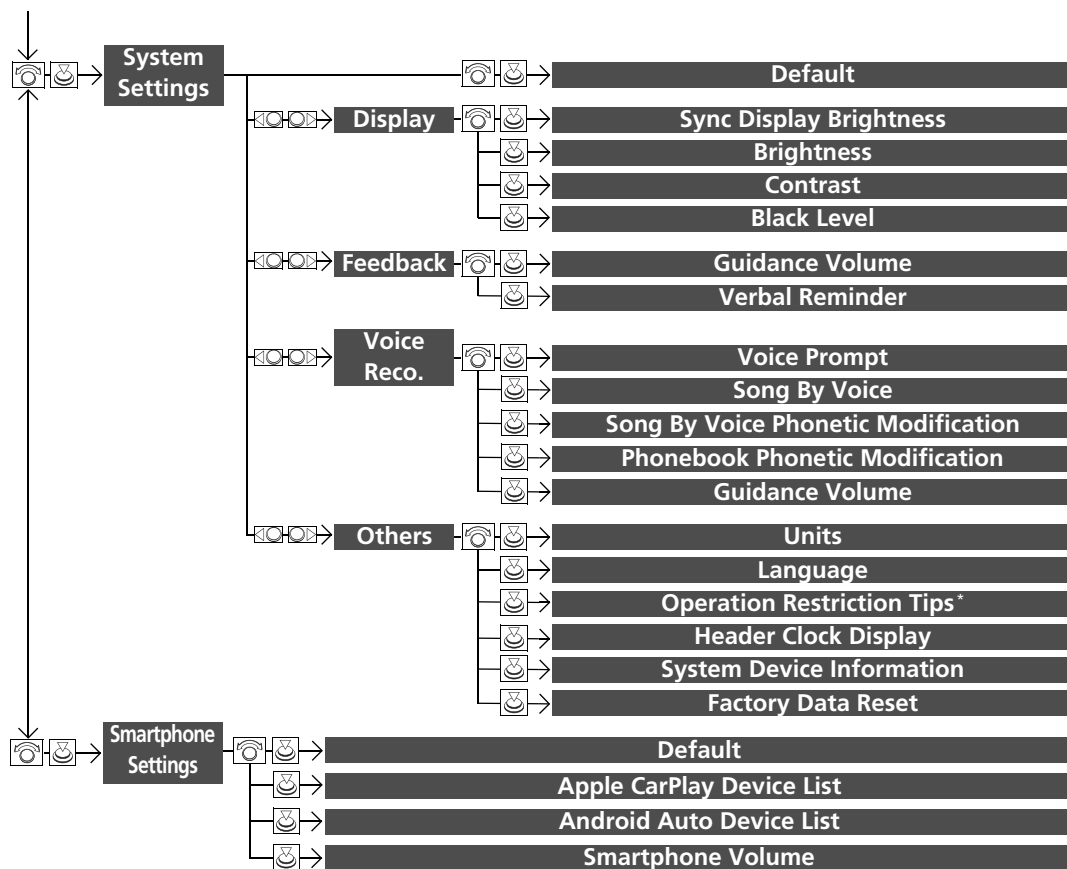 System
Settings
Default
Display
Sync Display Brightness
Brightness
Contrast
Black Level
Feedback
Guidance Volume
Verbal Reminder
Voice
Reco.
Voice Prompt
Song By Voice
Song By Voice Phonetic Modification
Phonebook Phonetic Modification
Guidance Volume
Others
Units
Language
Operation Restriction Tips*
Header Clock Display
System Device Information
Factory Data Reset
Smartphone
Settings
Default
Apple CarPlay Device List
Android Auto Device List
Smartphone Volume